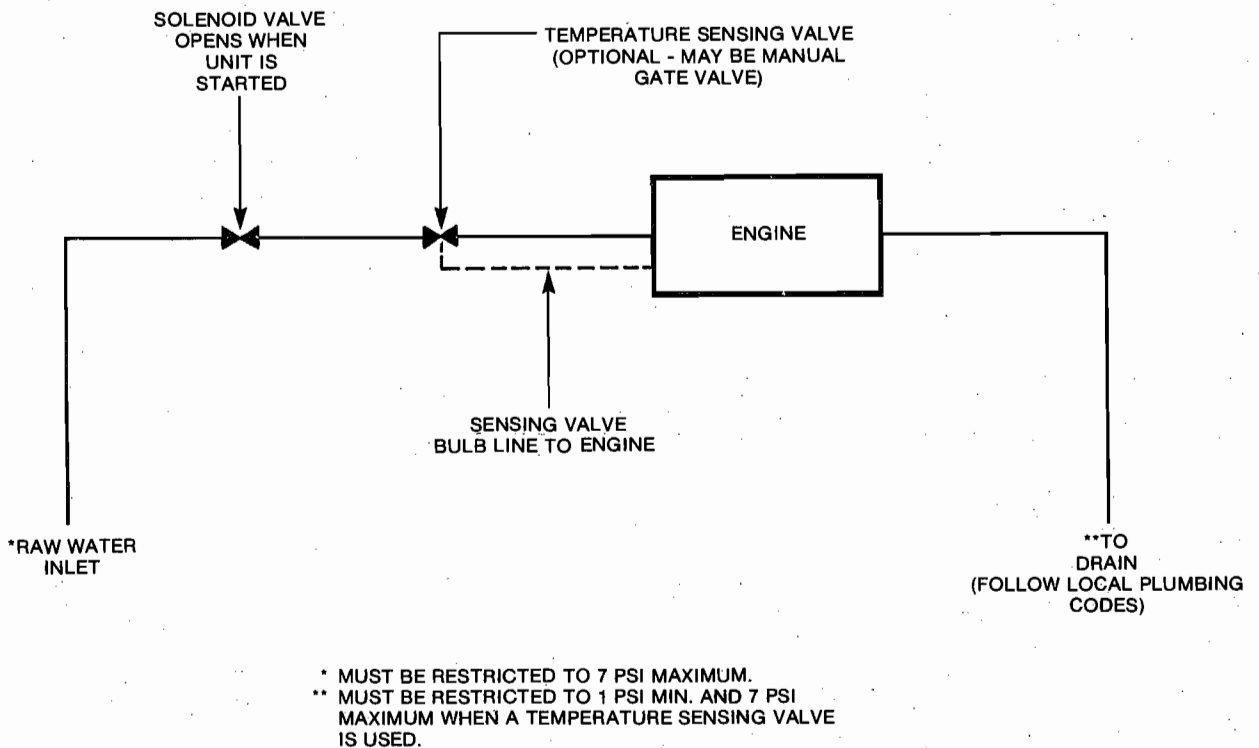 SOLENOID VALVE
OPENS WHEN
UNIT IS
STARTED
TEMPERATURE SENSING VALVE
(OPTIONAL - MAY BE MANUAL
GATE VALVE)
ENGINE
SENSING VALVE
BULB LINE TO ENGINE
*RAW WATER
INLET
**TO
DRAIN
(FOLLOW LOCAL PLUMBING
CODES)
* MUST BE RESTRICTED TO 7 PSI MAXIMUM.
** MUST BE RESTRICTED TO 1 PSI MIN. AND 7 PSI
MAXIMUM WHEN A TEMPERATURE SENSING VALVE
IS USED.